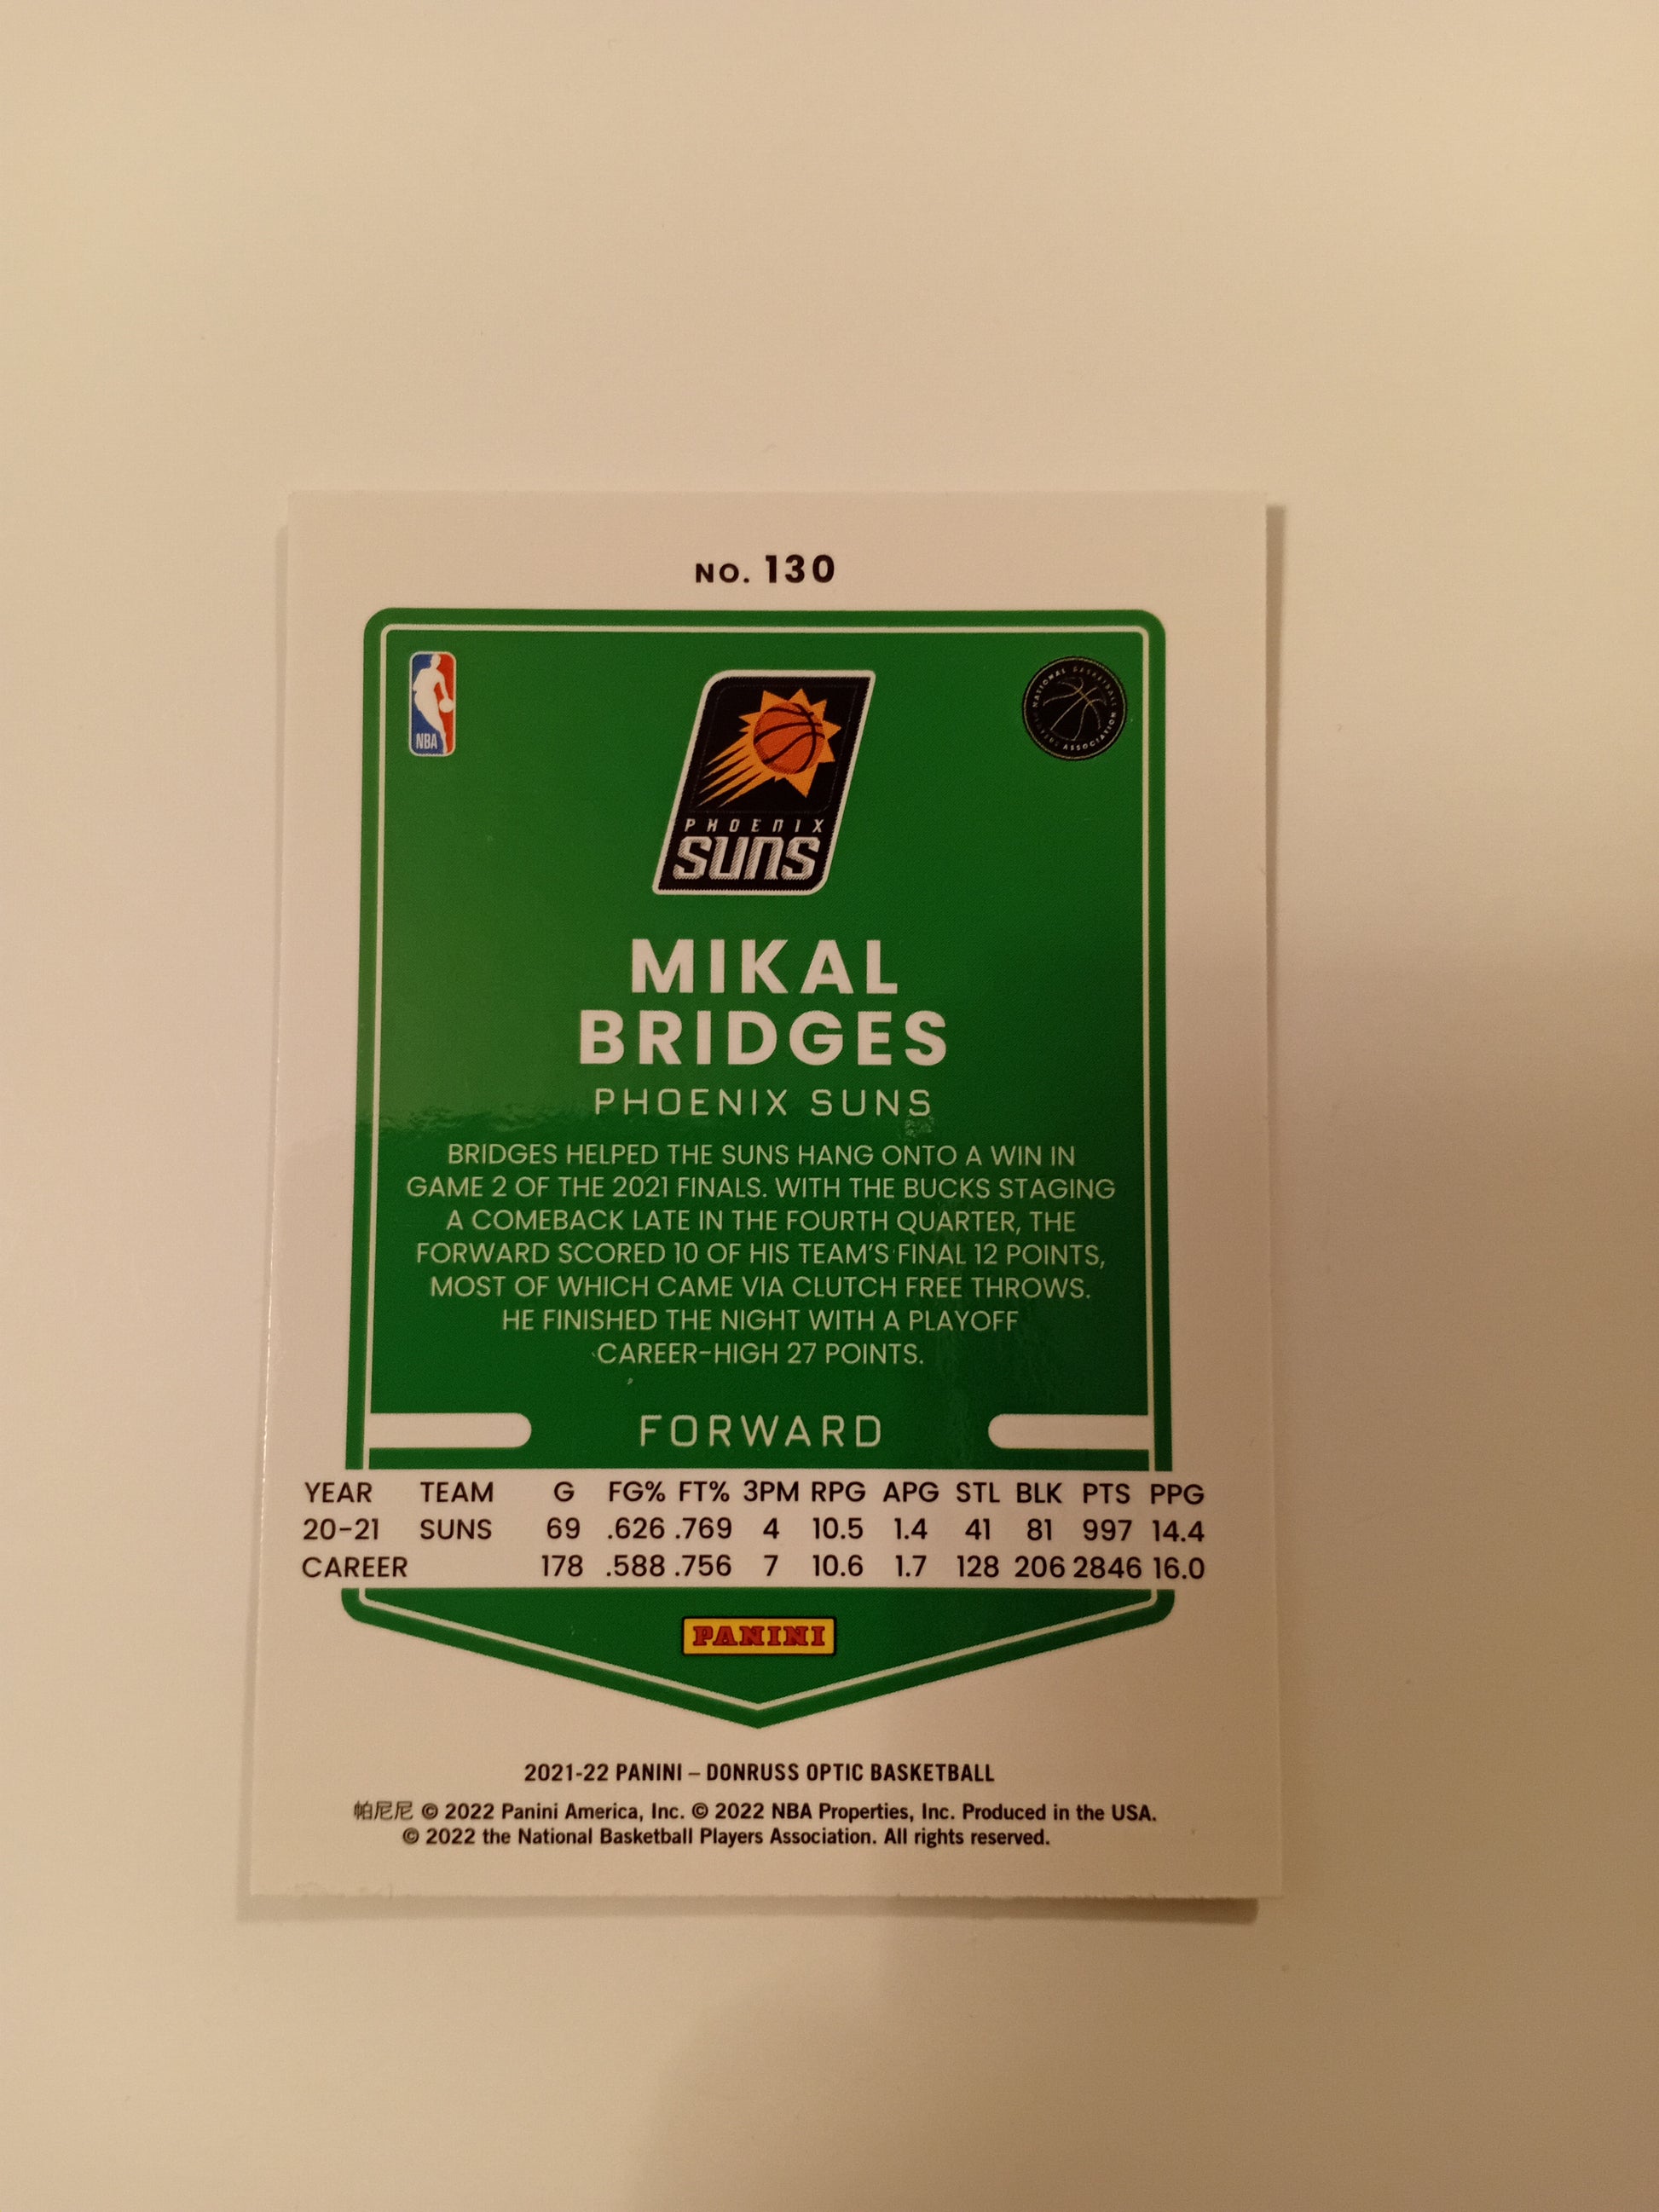 NO. 130
NBA
NATIONAL BASKETBALL PLAYERS ASSOCIATION
PHOENIX
SUNS
MIKAL
BRIDGES
PHOENIX SUNS
BRIDGES HELPED THE SUNS HANG ONTO A WIN IN
GAME 2 OF THE 2021 FINALS. WITH THE BUCKS STAGING
A COMEBACK LATE IN THE FOURTH QUARTER, THE
FORWARD SCORED 10 OF HIS TEAM'S FINAL 12 POINTS,
MOST OF WHICH CAME VIA CLUTCH FREE THROWS.
HE FINISHED THE NIGHT WITH A PLAYOFF
CAREER-HIGH 27 POINTS.
FORWARD
YEAR TEAM G FG% FT% 3PM RPG APG STL BLK PTS PPG
20-21 SUNS 69 .626 .769 4 10.5 1.4 41 81 997 14.4
CAREER 178 .588 .756 7 10.6 1.7 128 206 2846 16.0
PANINI
2021-22 PANINI – DONRUSS OPTIC BASKETBALL
帕尼尼 © 2022 Panini America, Inc. © 2022 NBA Properties, Inc. Produced in the USA.
© 2022 the National Basketball Players Association. All rights reserved.